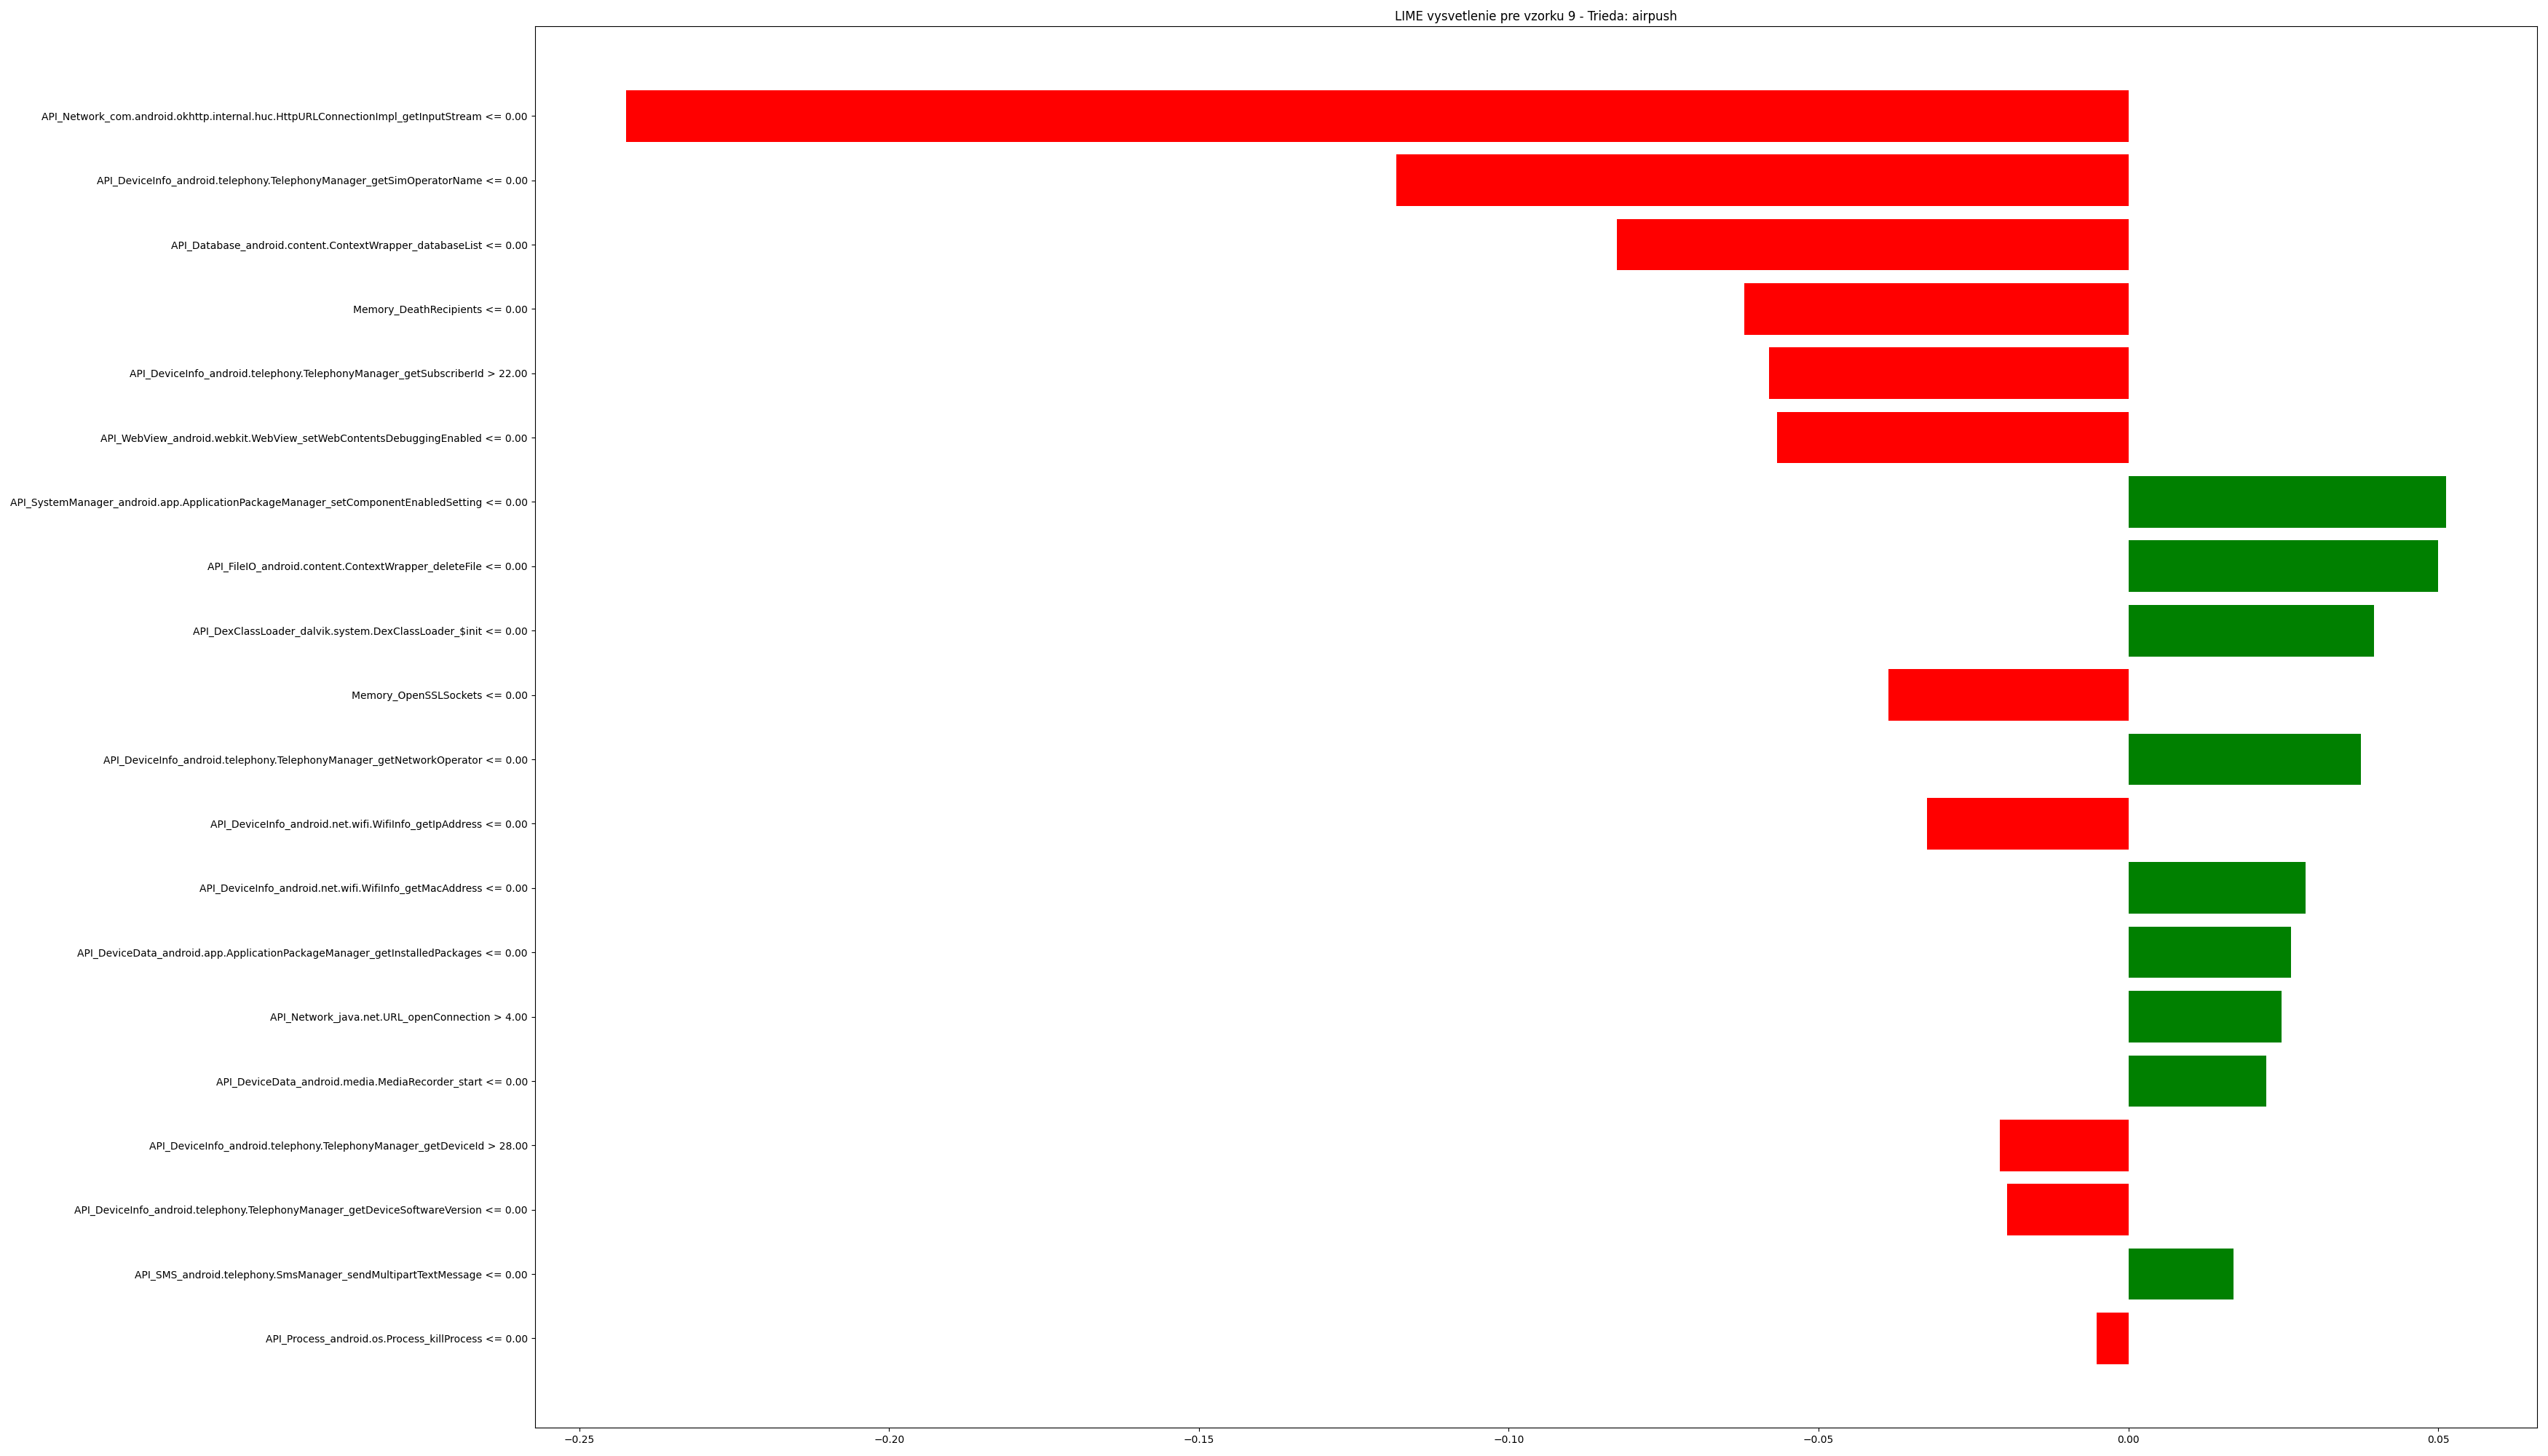 LIME vysvetlenie pre vzorku 9 - Trieda: airpush
API_Network_com.android.okhttp.internal.huc.HttpURLConnectionImpl_getInputStream <= 0.00
API_DeviceInfo_android.telephony.TelephonyManager_getSimOperatorName <= 0.00
API_Database_android.content.ContextWrapper_databaseList <= 0.00
Memory_DeathRecipients <= 0.00
API_DeviceInfo_android.telephony.TelephonyManager_getSubscriberId > 22.00
API_WebView_android.webkit.WebView_setWebContentsDebuggingEnabled <= 0.00
API_SystemManager_android.app.ApplicationPackageManager_setComponentEnabledSetting <= 0.00
API_FileIO_android.content.ContextWrapper_deleteFile <= 0.00
API_DexClassLoader_dalvik.system.DexClassLoader_$init <= 0.00
Memory_OpenSSLSockets <= 0.00
API_DeviceInfo_android.telephony.TelephonyManager_getNetworkOperator <= 0.00
API_DeviceInfo_android.net.wifi.WifiInfo_getIpAddress <= 0.00
API_DeviceInfo_android.net.wifi.WifiInfo_getMacAddress <= 0.00
API_DeviceData_android.app.ApplicationPackageManager_getInstalledPackages <= 0.00
API_Network_java.net.URL_openConnection > 4.00
API_DeviceData_android.media.MediaRecorder_start <= 0.00
API_DeviceInfo_android.telephony.TelephonyManager_getDeviceId > 28.00
API_DeviceInfo_android.telephony.TelephonyManager_getDeviceSoftwareVersion <= 0.00
API_SMS_android.telephony.SmsManager_sendMultipartTextMessage <= 0.00
API_Process_android.os.Process_killProcess <= 0.00
−0.25 −0.20 −0.15 −0.10 −0.05 0.00 0.05